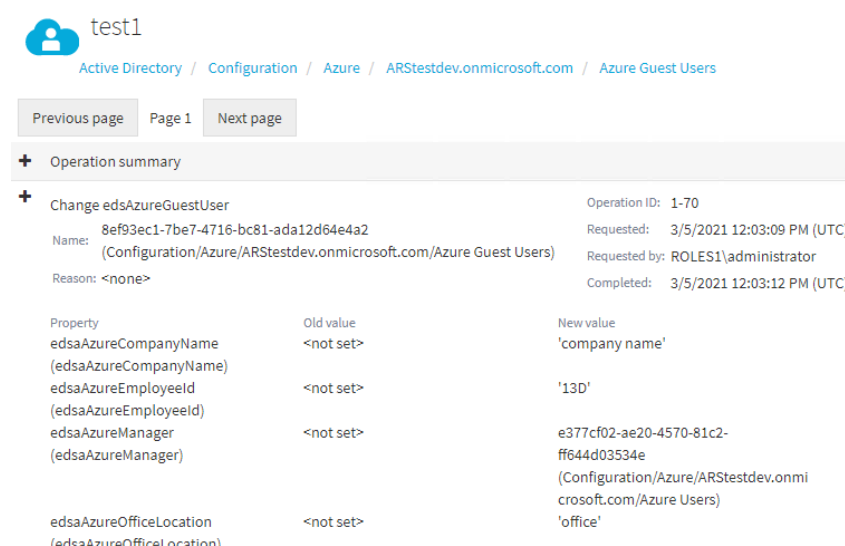 test1
Active Directory / Configuration / Azure / ARStestdev.onmicrosoft.com / Azure Guest Users
Previous page Page 1 Next page
+ Operation summary
+ Change edsAzureGuestUser
Operation ID: 1-70
Name: 8ef93ec1-7be7-4716-bc81-ada12d64e4a2
(Configuration/Azure/ARStestdev.onmicrosoft.com/Azure Guest Users)
Requested: 3/5/2021 12:03:09 PM (UTC)
Requested by: ROLES1\administrator
Reason: <none>
Completed: 3/5/2021 12:03:12 PM (UTC)
Property Old value New value
edsaAzureCompanyName <not set> 'company name'
(edsaAzureCompanyName)
edsaAzureEmployeeId <not set> '13D'
(edsaAzureEmployeeId)
edsaAzureManager <not set> e377cf02-ae20-4570-81c2-
(edsaAzureManager) ff644d03534e
(Configuration/Azure/ARStestdev.onmi
crosoft.com/Azure Users)
edsaAzureOfficeLocation <not set> 'office'
(edsaAzureOfficeLocation)